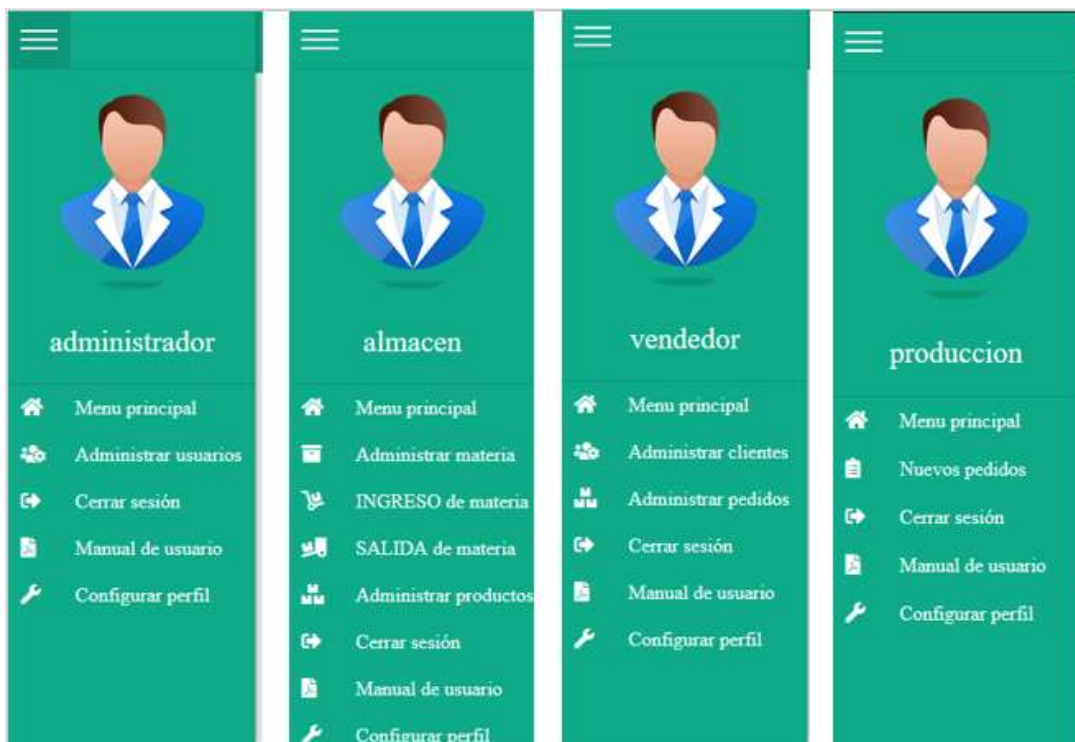 administrador
Menu principal
Administrar usuarios
Cerrar sesión
Manual de usuario
Configurar perfil
almacen
Menu principal
Administrar materia
INGRESO de materia
SALIDA de materia
Administrar productos
Cerrar sesión
Manual de usuario
Configurar perfil
vendedor
Menu principal
Administrar clientes
Administrar pedidos
Cerrar sesión
Manual de usuario
Configurar perfil
produccion
Menu principal
Nuevos pedidos
Cerrar sesión
Manual de usuario
Configurar perfil